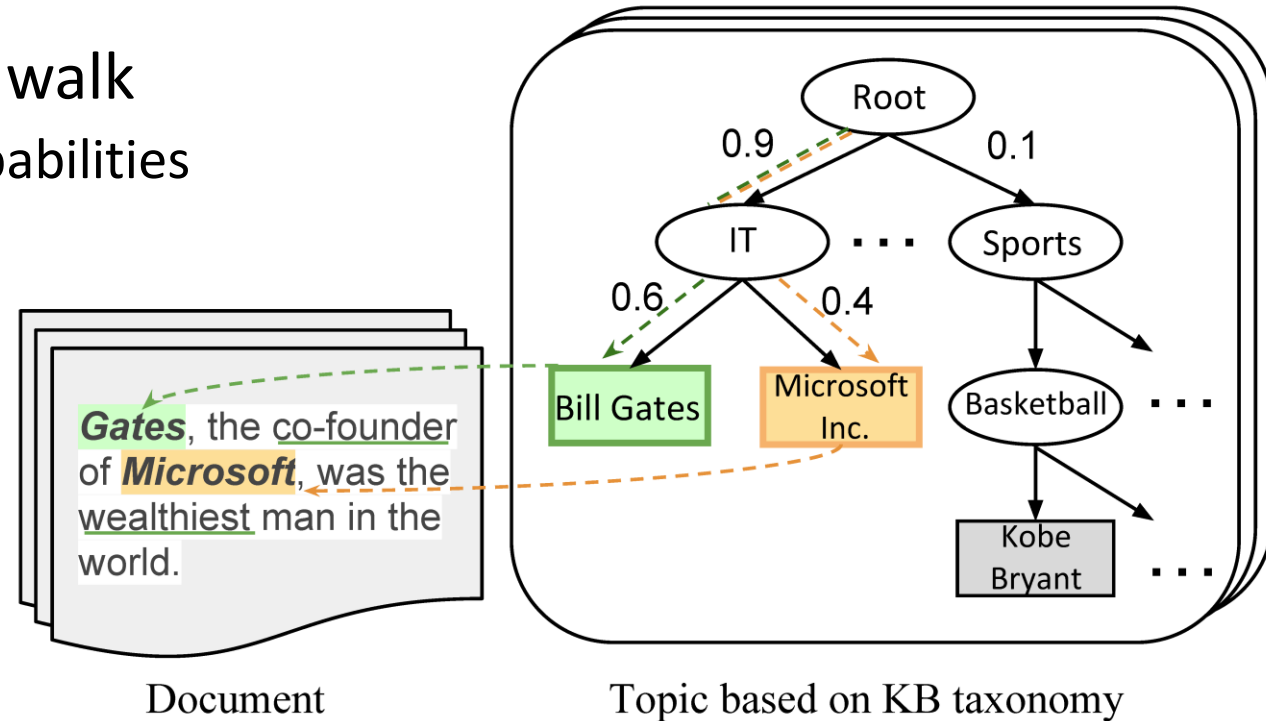 walk
babilities
Root
0.9
0.1
IT
...
Sports
0.6
0.4
Bill Gates
Microsoft
Inc.
Basketball
...
Kobe
Bryant
...
Gates, the co-founder
of Microsoft, was the
wealthiest man in the
world.
Document
Topic based on KB taxonomy